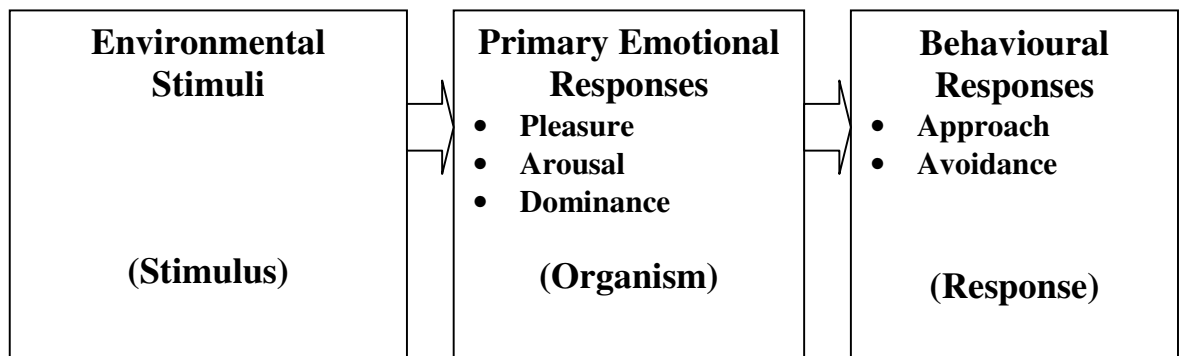 Environmental
Stimuli
(Stimulus)
Primary Emotional
Responses
• Pleasure
• Arousal
• Dominance
(Organism)
Behavioural
Responses
• Approach
• Avoidance
(Response)